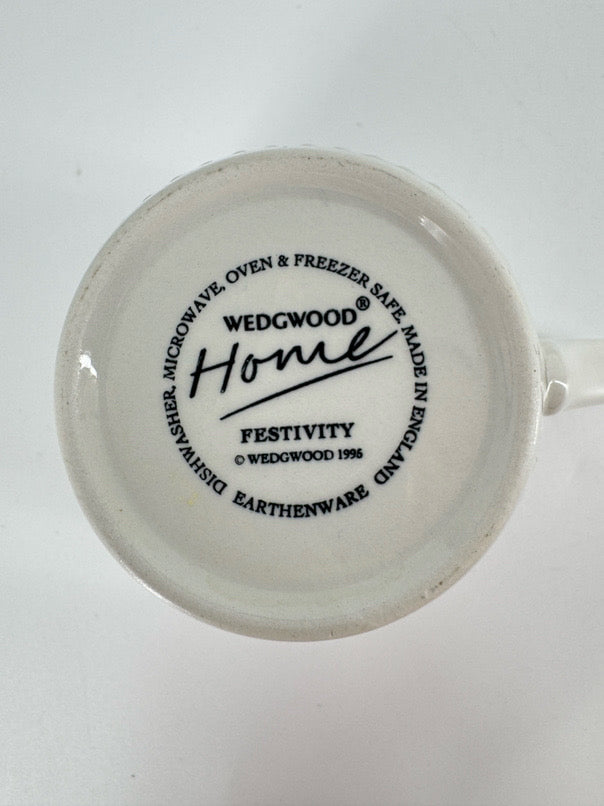 WEDGWOOD®
Home
FESTIVITY
© WEDGWOOD 1996
DISHWASHER, MICROWAVE, OVEN & FREEZER SAFE. MADE IN ENGLAND
EARTHENWARE